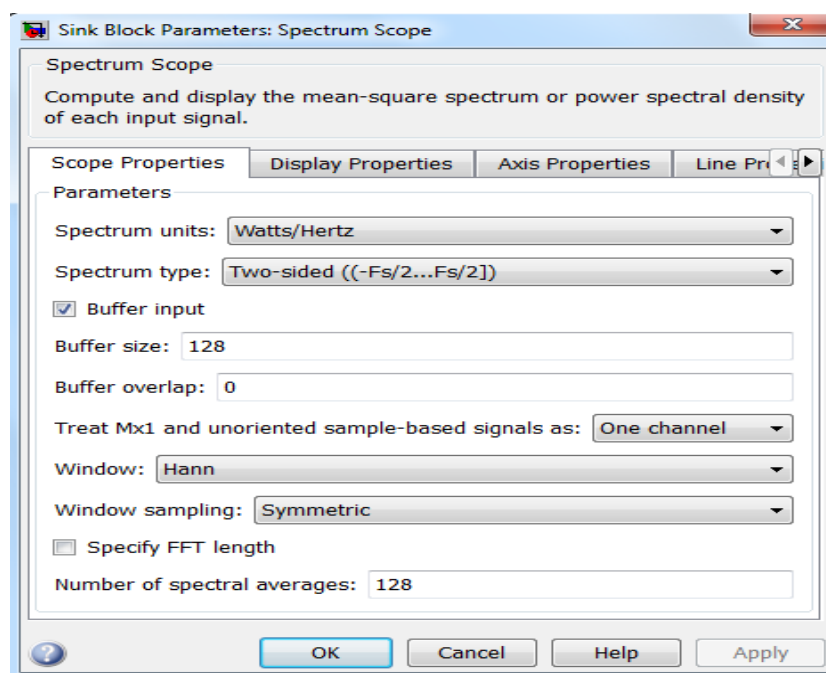 Sink Block Parameters: Spectrum Scope
Spectrum Scope
Compute and display the mean-square spectrum or power spectral density
of each input signal.
Scope Properties Display Properties Axis Properties Line Pr
Parameters
Spectrum units: Watts/Hertz
Spectrum type: Two-sided ((-Fs/2...Fs/2])
Buffer input
Buffer size: 128
Buffer overlap: 0
Treat Mx1 and unoriented sample-based signals as: One channel
Window: Hann
Window sampling: Symmetric
Specify FFT length
Number of spectral averages: 128
? OK Cancel Help Apply